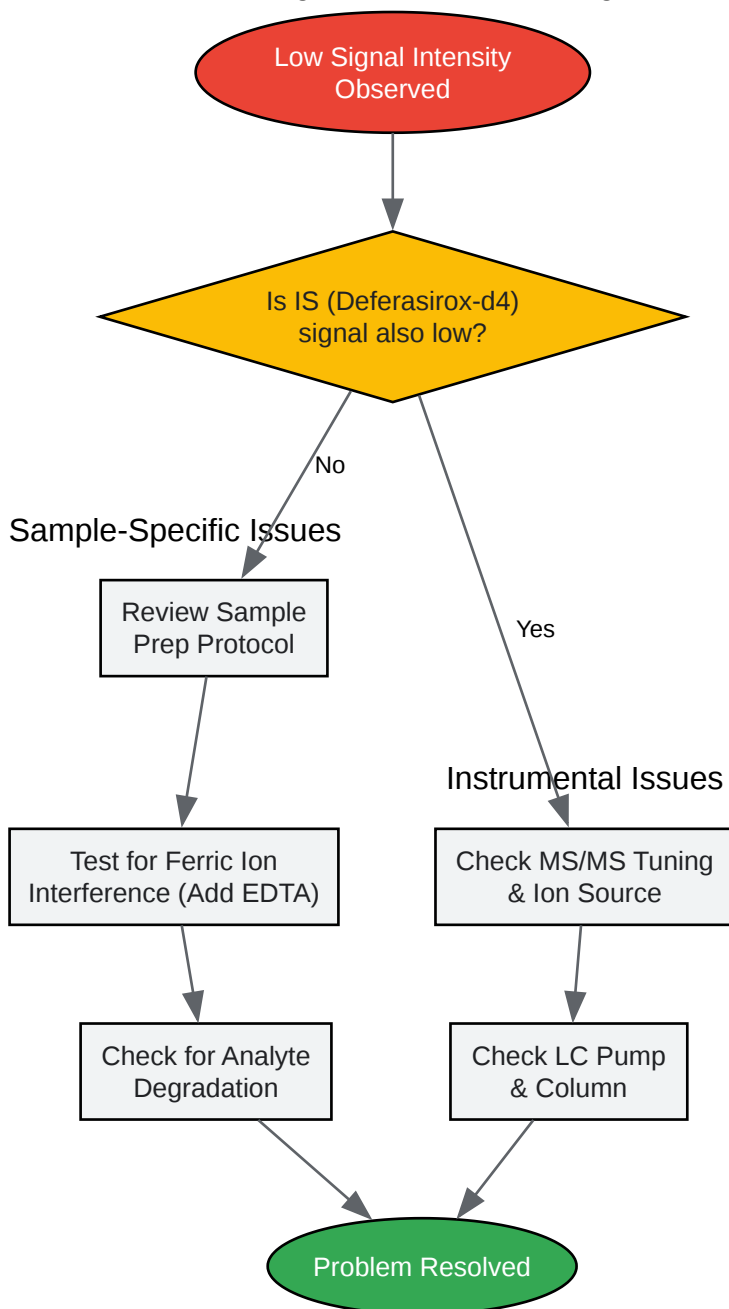 Low Signal Intensity
Observed
Is IS (Deferasirox-d4)
signal also low?
No
Yes
Sample-Specific Issues
Review Sample
Prep Protocol
Instrumental Issues
Test for Ferric Ion
Interference (Add EDTA)
Check MS/MS Tuning
& Ion Source
Check for Analyte
Degradation
Check LC Pump
& Column
Problem Resolved